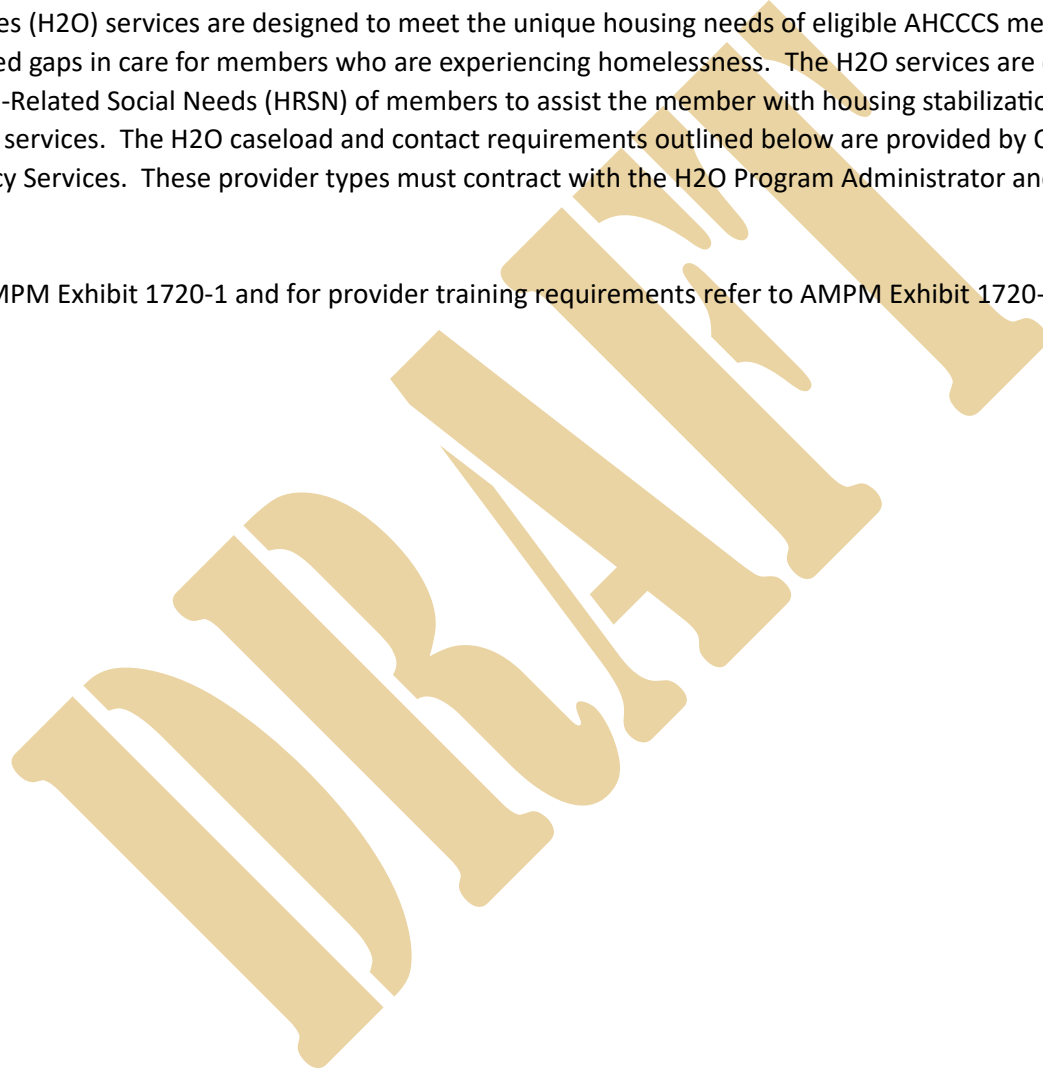 es (H2O) services are designed to meet the unique housing needs of eligible AHCCCS me
ed gaps in care for members who are experiencing homelessness. The H2O services are
-Related Social Needs (HRSN) of members to assist the member with housing stabilizatio
services. The H2O caseload and contact requirements outlined below are provided by
cy Services. These provider types must contract with the H2O Program Administrator and
MPM Exhibit 1720-1 and for provider training requirements refer to AMPM Exhibit 1720-
DRAFT